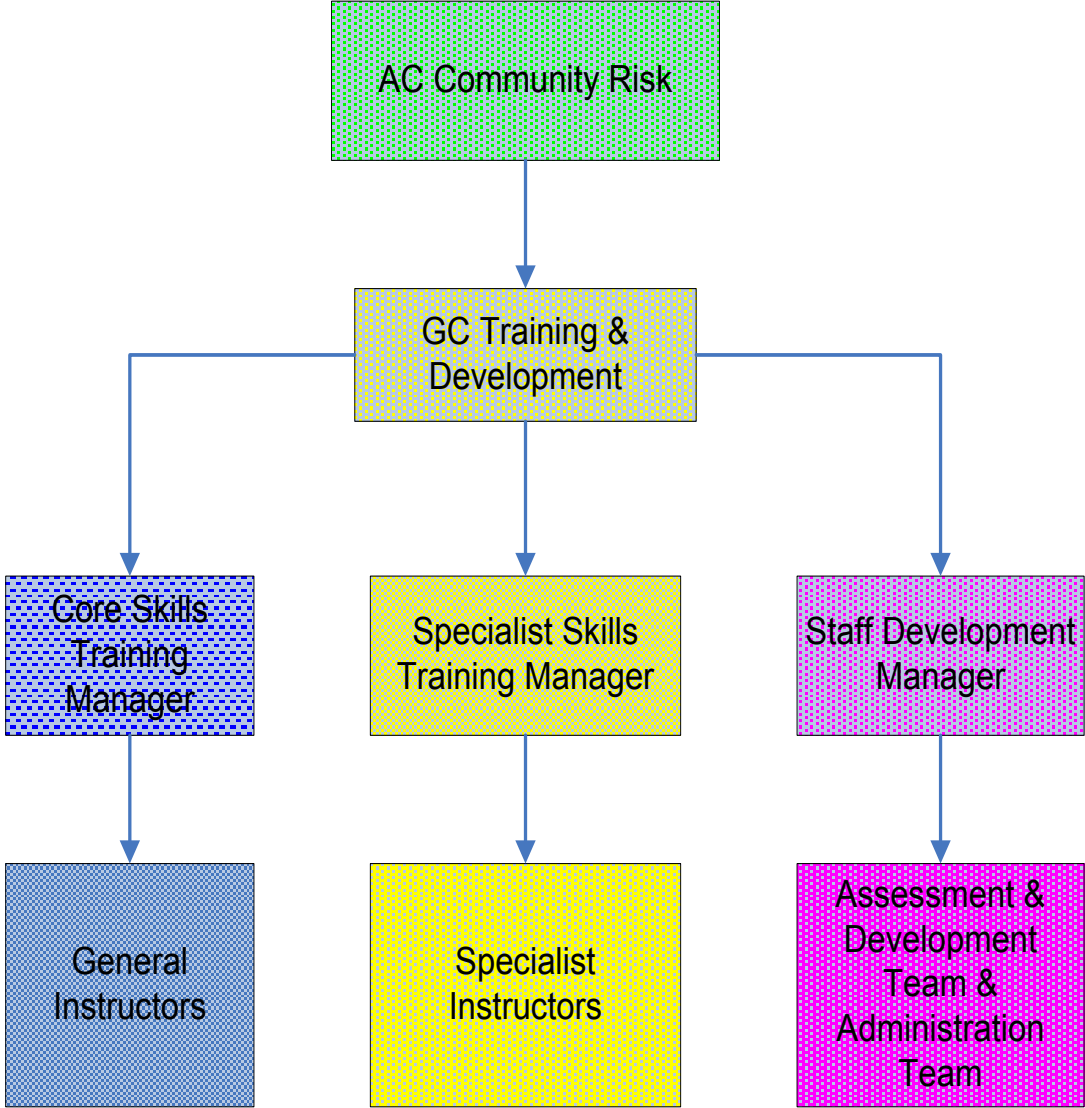 AC Community Risk
GC Training &
Development
Core Skills
Training
Manager
Specialist Skills
Training Manager
Staff Development
Manager
General
Instructors
Specialist
Instructors
Assessment &
Development
Team &
Administration
Team